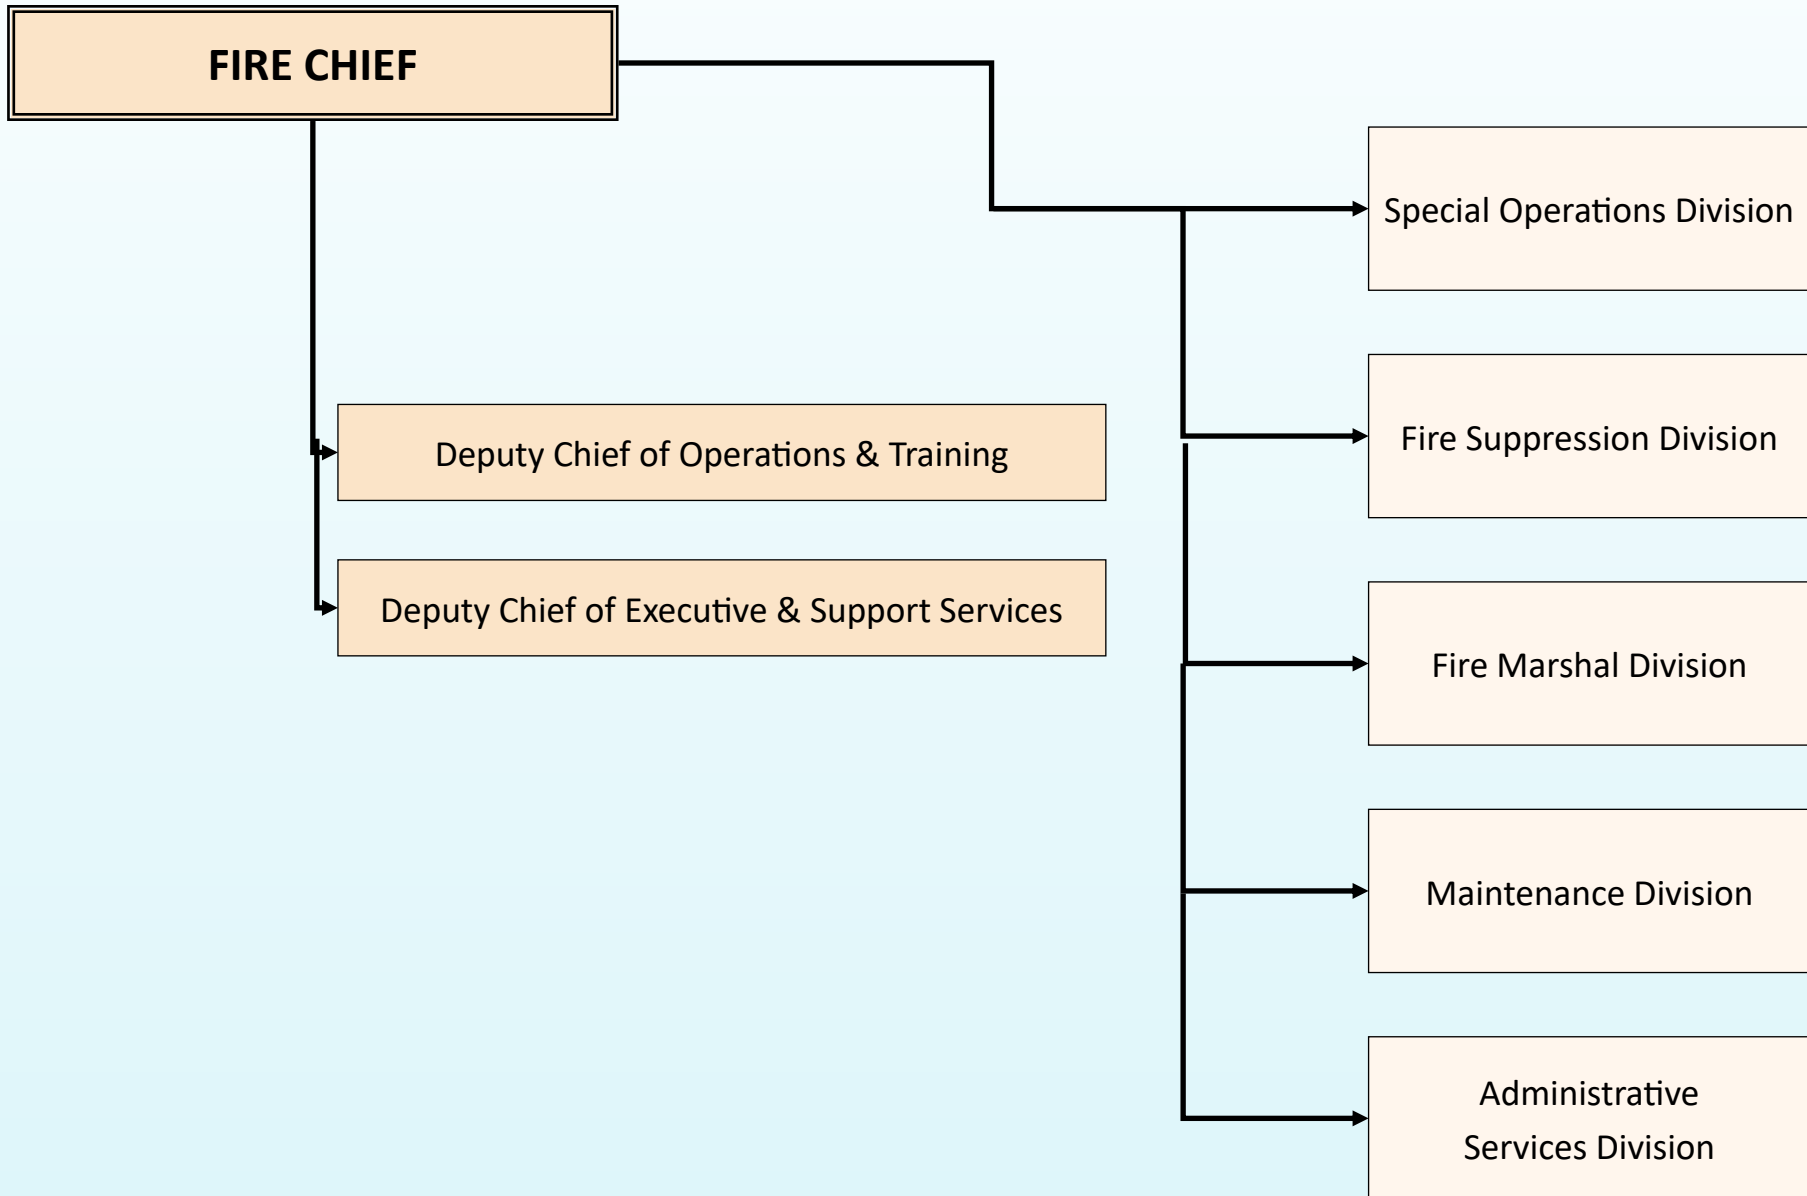 FIRE CHIEF
Special Operations Division
Fire Suppression Division
Deputy Chief of Operations & Training
Deputy Chief of Executive & Support Services
Fire Marshal Division
Maintenance Division
Administrative
Services Division